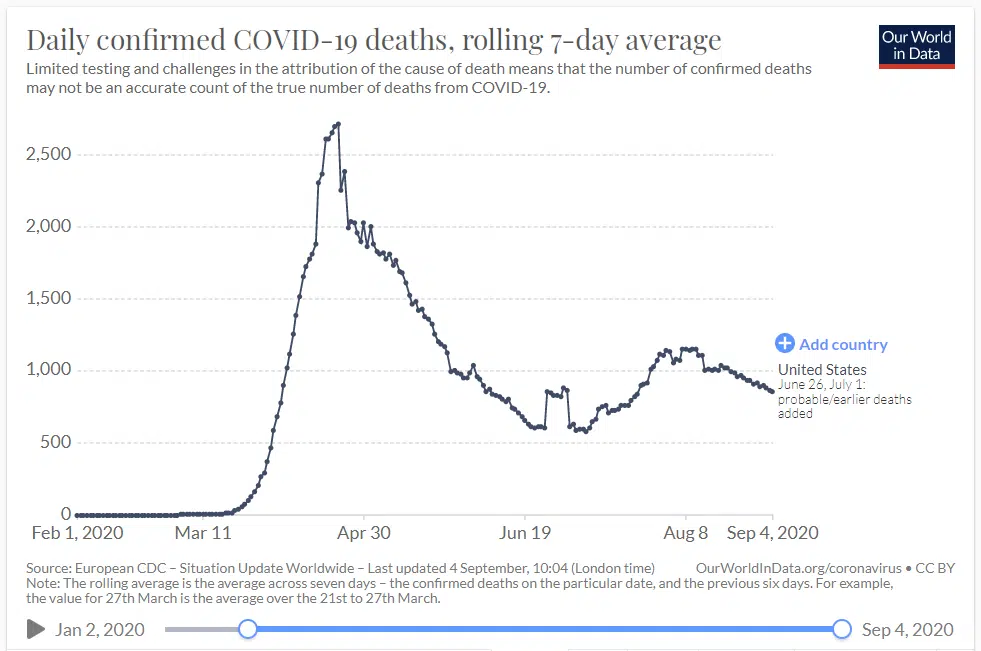 Daily confirmed COVID-19 deaths, rolling 7-day average
Our World
in Data
Limited testing and challenges in the attribution of the cause of death means that the number of confirmed deaths
may not be an accurate count of the true number of deaths from COVID-19.
2,500
2,000
1,500
1,000
500
0
Add country
United States
June 26, July 1:
probable/earlier deaths
added
Feb 1, 2020
Mar 11
Apr 30
Jun 19
Aug 8
Sep 4, 2020
Source: European CDC – Situation Update Worldwide – Last updated 4 September, 10:04 (London time)
OurWorldInData.org/coronavirus • CC BY
Note: The rolling average is the average across seven days – the confirmed deaths on the particular date, and the previous six days. For example,
the value for 27th March is the average over the 21st to 27th March.
Jan 2, 2020
Sep 4, 2020